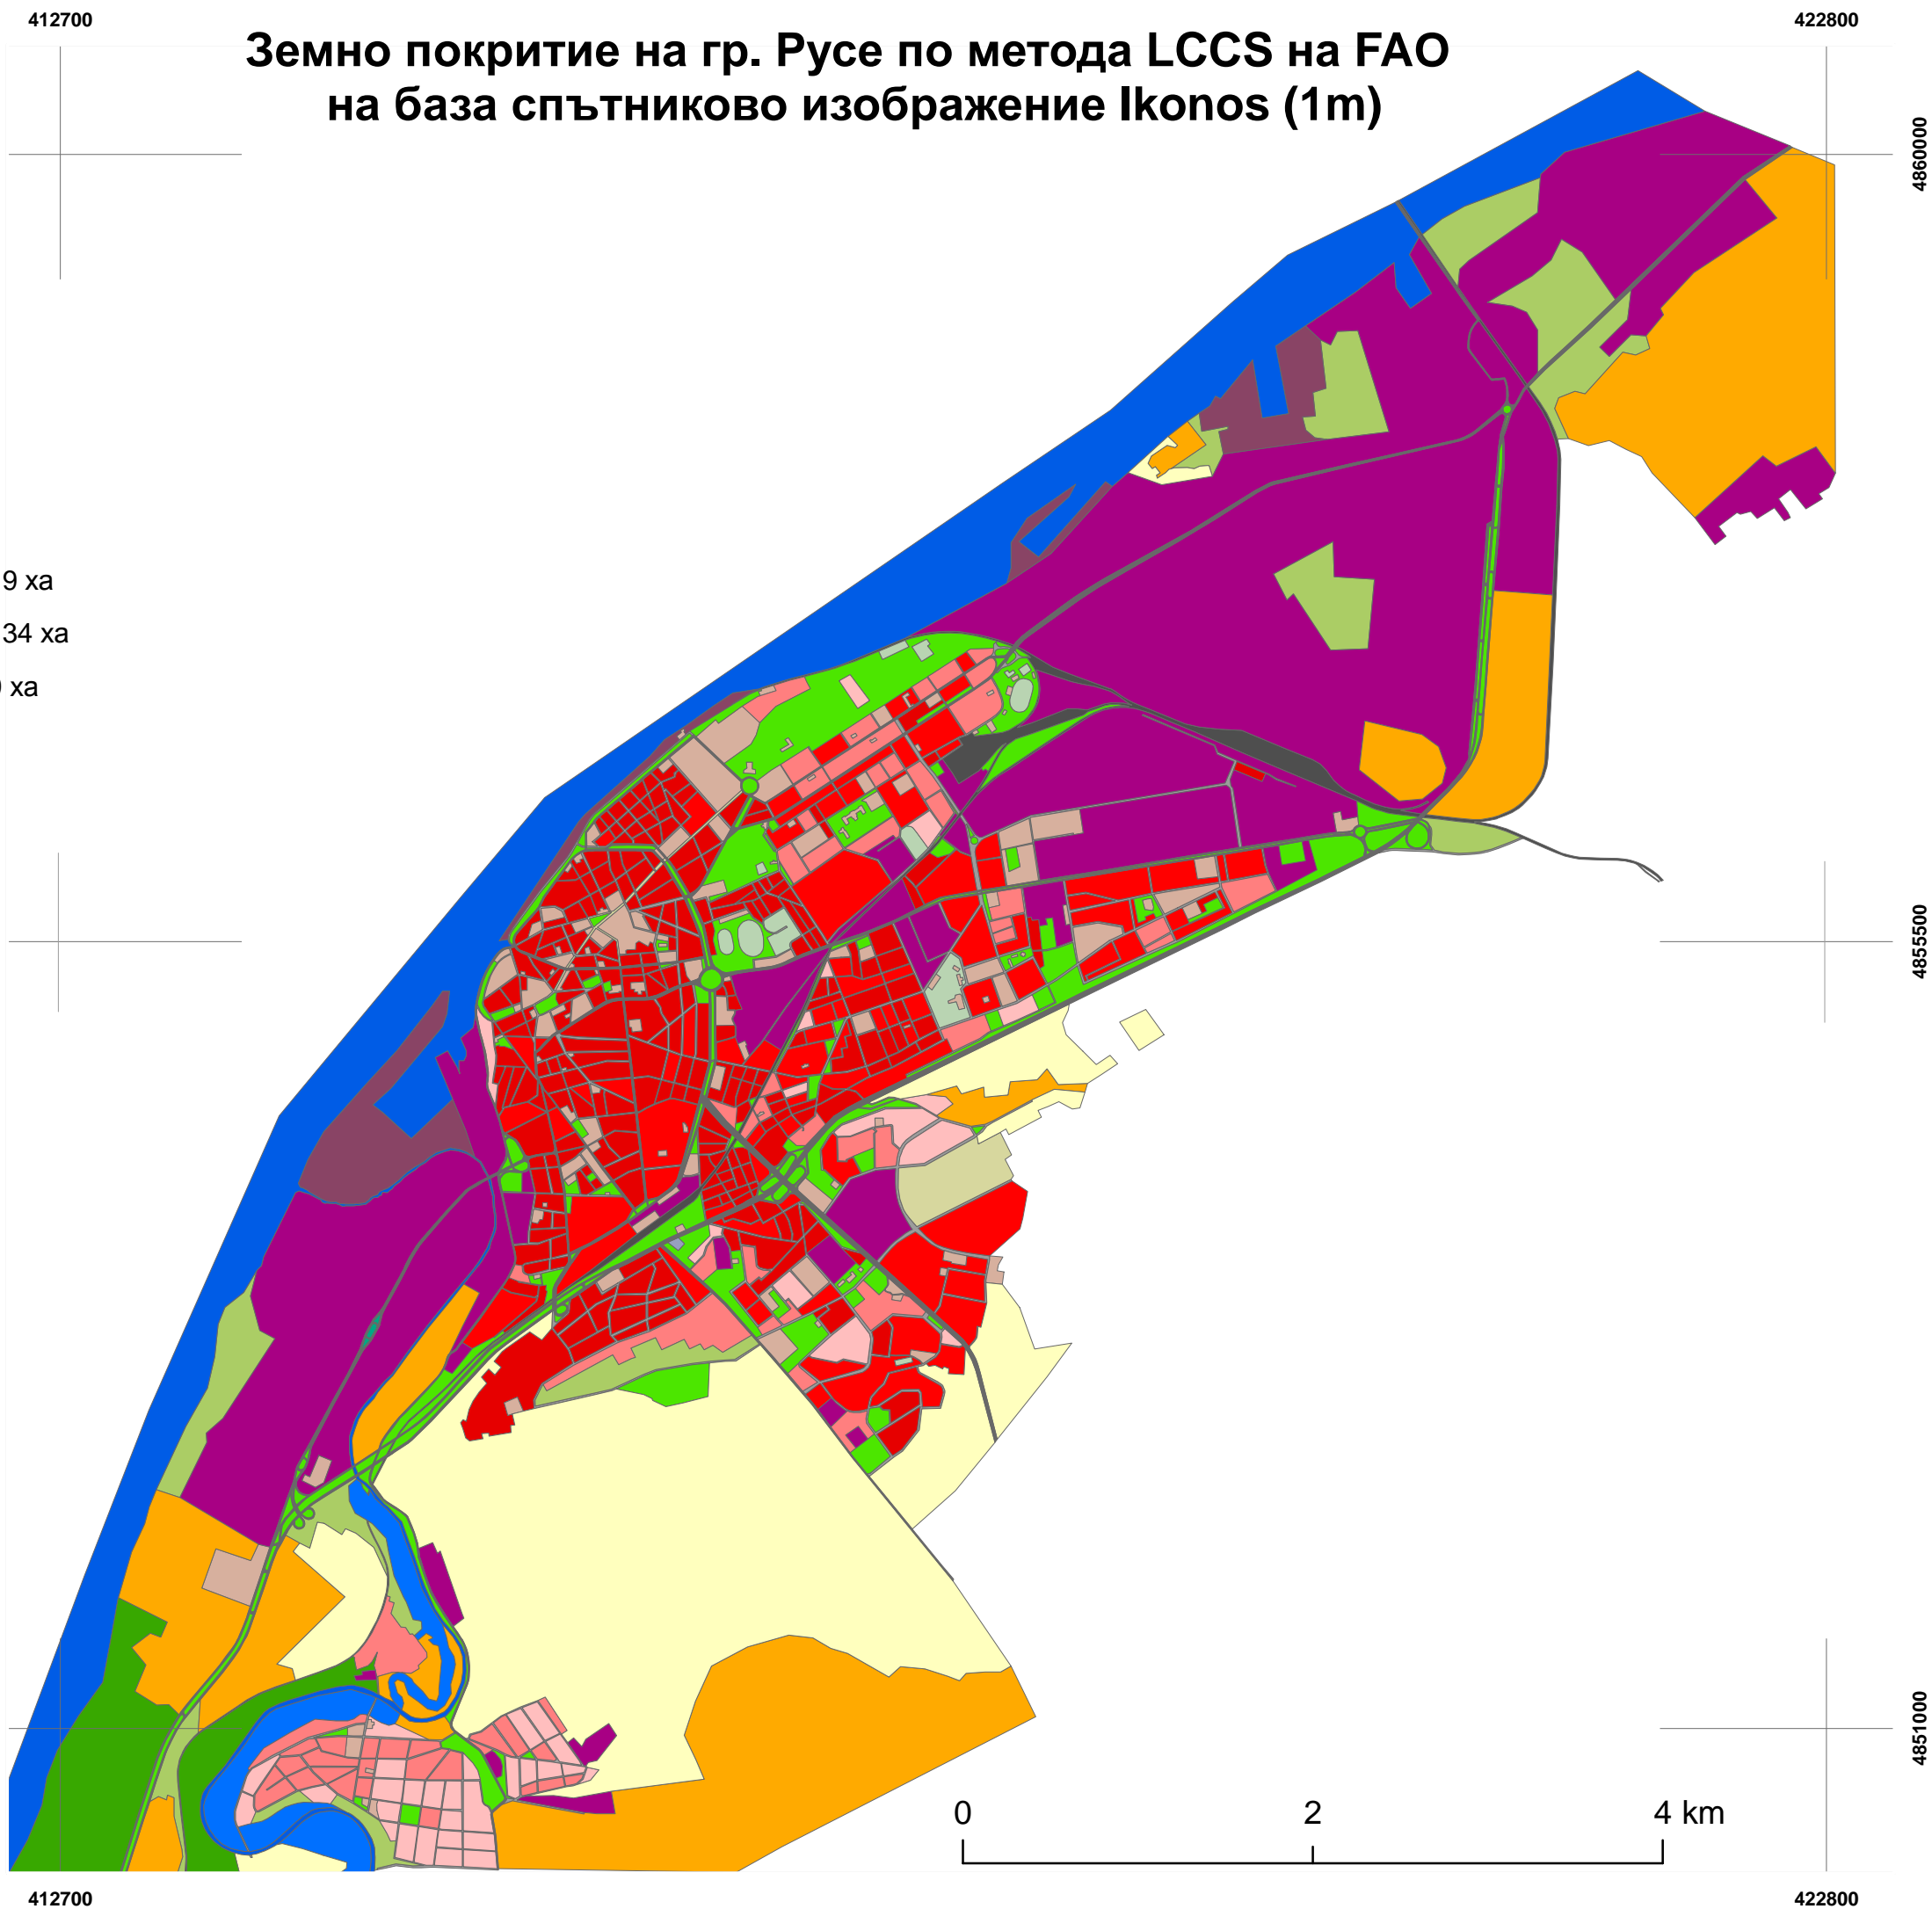 412700
422800
Земно покритие на гр. Русе по метода LCCS на FAO
на база спътниково изображение Ikonos (1m)
4860000
9 ха
34 ха
ха
4855500
4851000
0 2 4 km
412700
422800